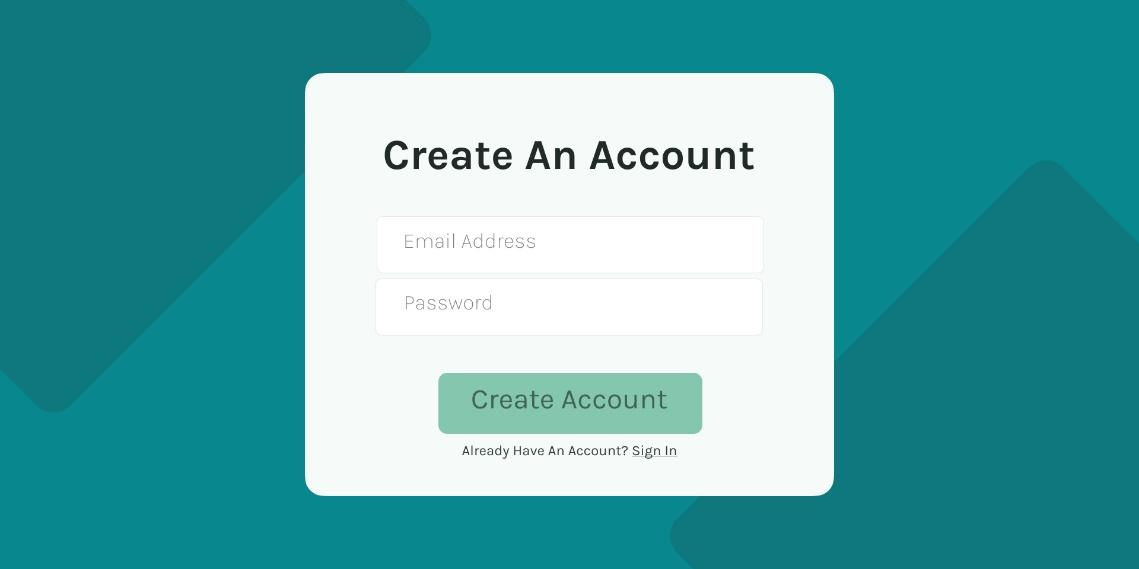 Create An Account
Email Address
Password
Create Account
Already Have An Account? Sign In